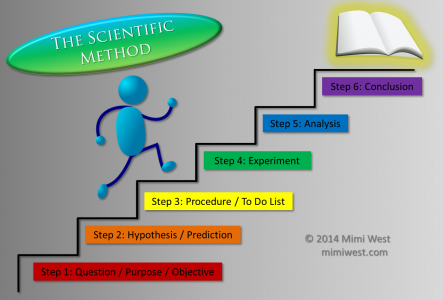 THE SCIENTIFIC
METHOD
Step 6: Conclusion
Step 5: Analysis
Step 4: Experiment
Step 3: Procedure / To Do List
Step 2: Hypothesis / Prediction
Step 1: Question / Purpose / Objective
© 2014 Mimi West
mimiwest.com